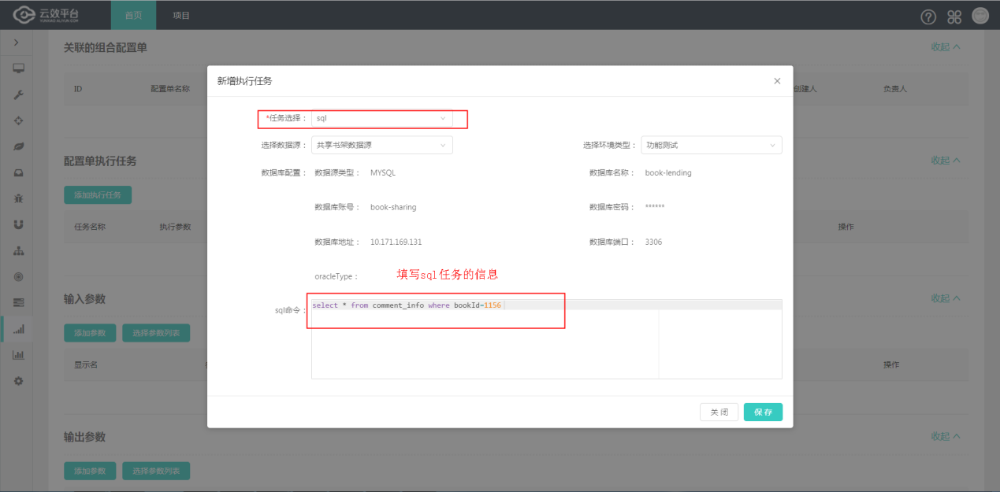 云效平台 首页 项目
YUNXIAO.ALIYUN.COM
关联的组合配置单 收起
新增执行任务
ID 配置单名称 创建人 负责人
*任务选择： sql
选择数据源： 共享书架数据源 选择环境类型： 功能测试
配置单执行任务 收起
数据库配置： 数据源类型： MYSQL 数据库名称： book-lending
添加执行任务
数据库账号： book-sharing 数据库密码： ******
任务名称 执行参数 操作
数据库地址： 10.171.169.131 数据库端口： 3306
oracleType： 填写sql任务的信息
输入参数 收起
sql命令： select * from comment_info where bookId=1156
添加参数 选择参数列表
显示名 操作
关 闭 保 存
输出参数 收起
添加参数 选择参数列表